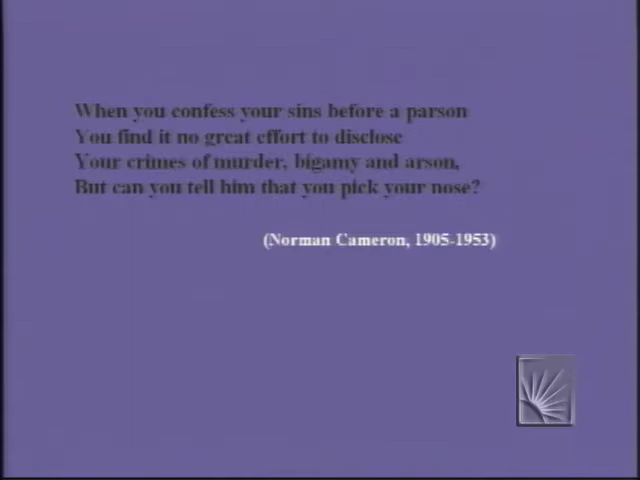 When you confess your sins before a parson
You find it no great effort to disclose
Your crimes of murder, bigamy and arson,
But can you tell him that you pick your nose?
(Norman Cameron, 1905-1953)